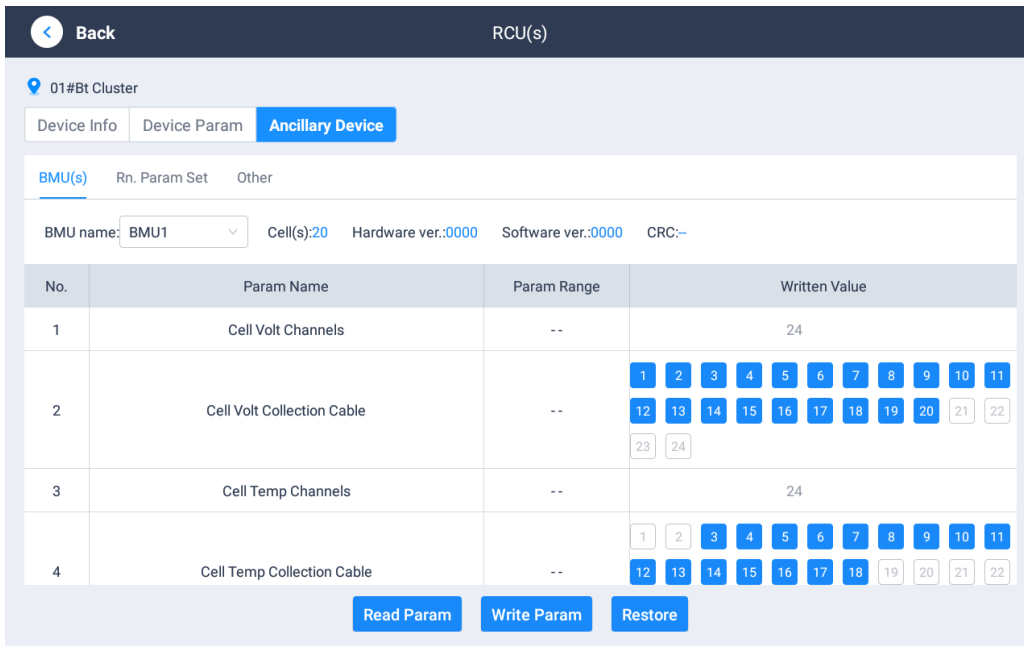 Back RCU(s)
01#Bt Cluster
Device Info Device Param Ancillary Device
BMU(s) Rn. Param Set Other
BMU name: BMU1 Cell(s):20 Hardware ver.:0000 Software ver.:0000 CRC:--
No. Param Name Param Range Written Value
1 Cell Volt Channels -- 24
1 2 3 4 5 6 7 8 9 10 11
2 Cell Volt Collection Cable -- 12 13 14 15 16 17 18 19 20 21 22
23 24
3 Cell Temp Channels -- 24
1 2 3 4 5 6 7 8 9 10 11
4 Cell Temp Collection Cable -- 12 13 14 15 16 17 18 19 20 21 22
Read Param Write Param Restore